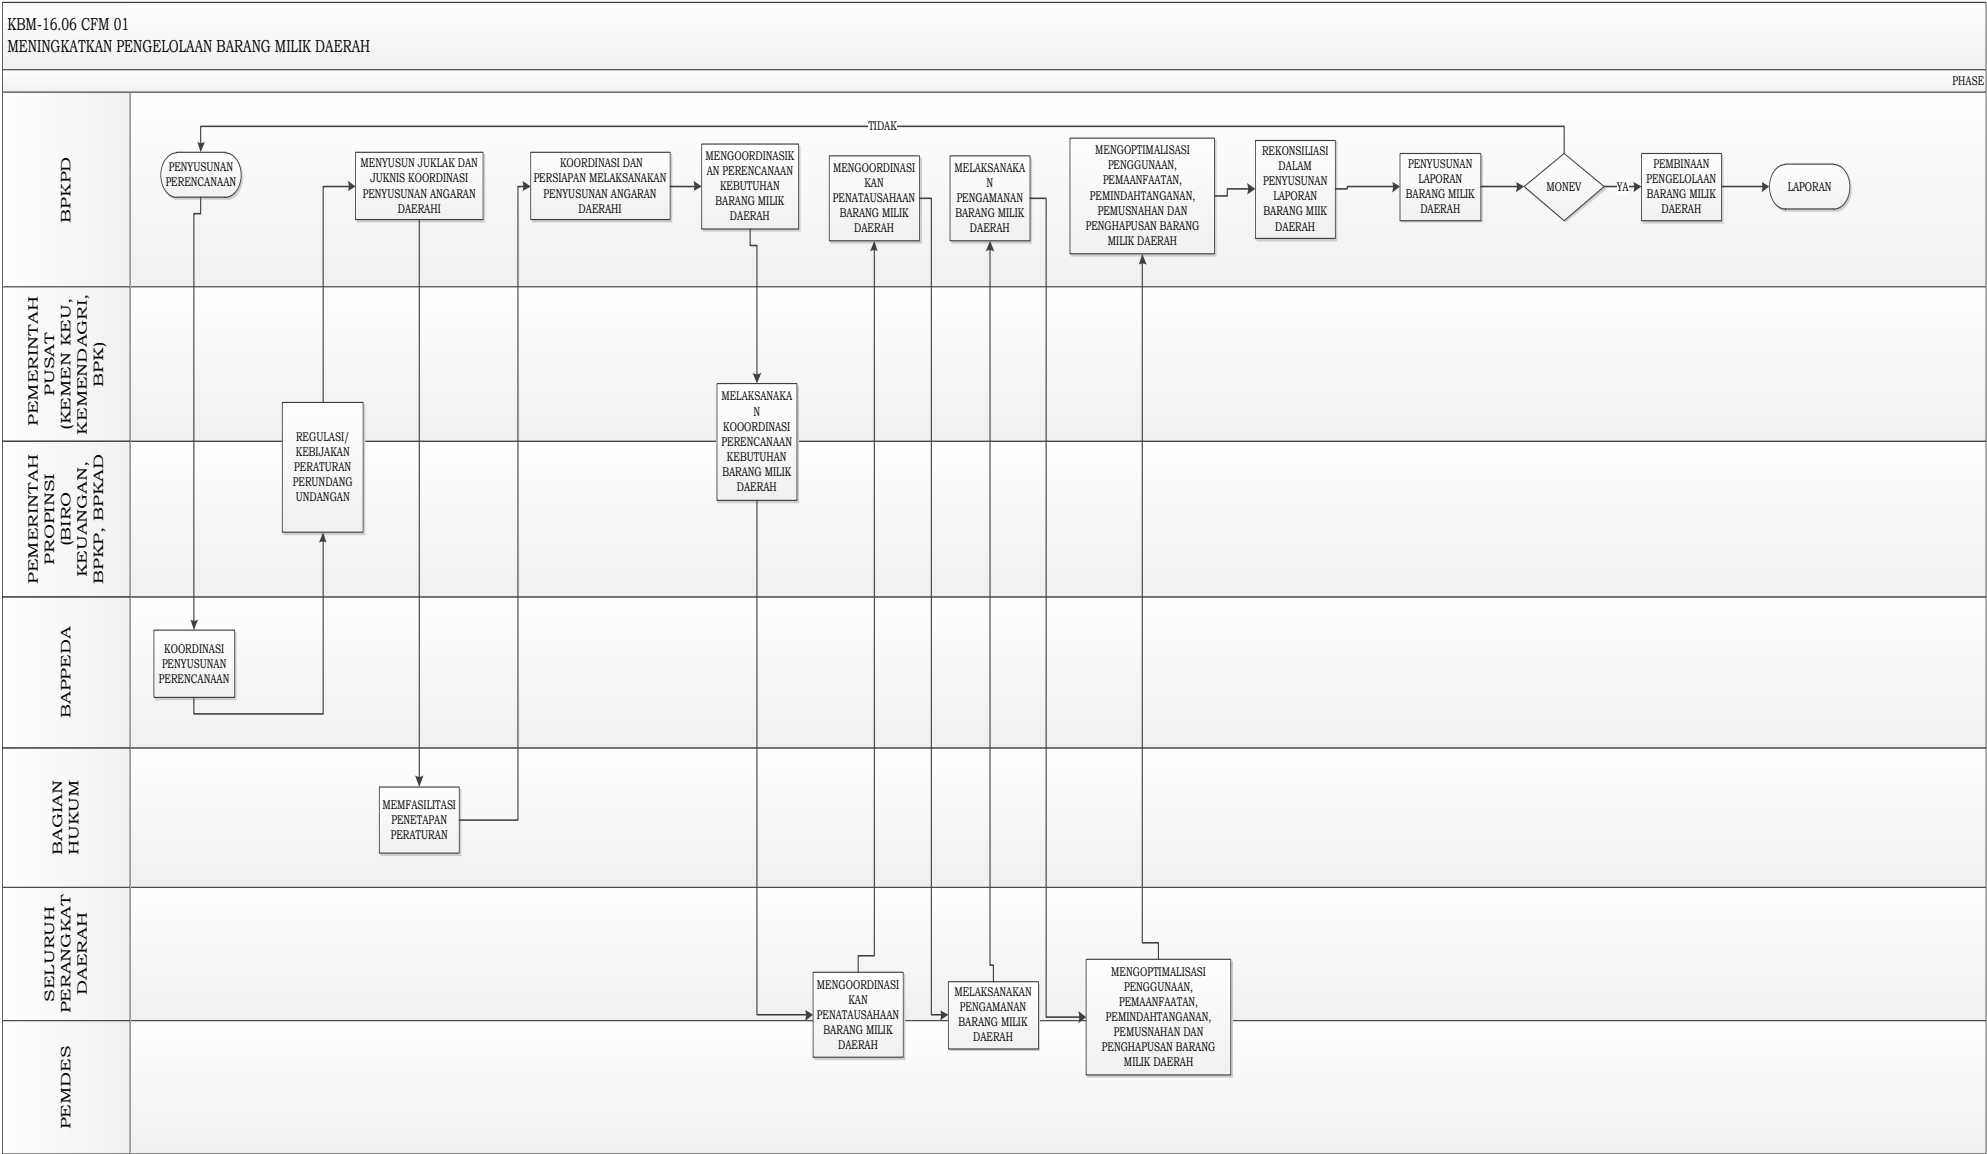 KBM-16.06 CFM 01
MENINGKATKAN PENGELOLAAN BARANG MILIK DAERAH
PHASE
BPKPD
TIDAK
PENYUSUNAN
PERENCANAAN
MENYUSUN JUKLAK DAN
JUKNIS KOORDINASI
PENYUSUNAN ANGARAN
DAERAHI
KOORDINASI DAN
PERSIAPAN MELAKSANAKAN
PENYUSUNAN ANGARAN
DAERAHI
MENGOORDINASIK
AN PERENCANAAN
KEBUTUHAN
BARANG MILIK
DAERAH
MENGOORDINASI
KAN
PENATAUSAHAAN
BARANG MILIK
DAERAH
MELAKSANAKA
N
PENGAMANAN
BARANG MILIK
DAERAH
MENGOPTIMALISASI
PENGGUNAAN,
PEMAANFAATAN,
PEMINDAHTANGANAN,
PEMUSNAHAN DAN
PENGHAPUSAN BARANG
MILIK DAERAH
REKONSILIASI
DALAM
PENYUSUNAN
LAPORAN
BARANG MIIK
DAERAH
PENYUSUNAN
LAPORAN
BARANG MILIK
DAERAH
MONEV
YA
PEMBINAAN
PENGELOLAAN
BARANG MILIK
DAERAH
LAPORAN
PEMERINTAH
PUSAT
(KEMEN KEU,
KEMENDAGRI,
BPK)
REGULASI/
KEBIJAKAN
PERATURAN
PERUNDANG
UNDANGAN
MELAKSANAKA
N
KOOORDINASI
PERENCANAAN
KEBUTUHAN
BARANG MILIK
DAERAH
PEMERINTAH
PROPINSI
(BIRO
KEUANGAN,
BPKP, BPKAD
BAPPEDA
KOORDINASI
PENYUSUNAN
PERENCANAAN
BAGIAN
HUKUM
MEMFASILITASI
PENETAPAN
PERATURAN
SELURUH
PERANGKAT
DAERAH
MENGOORDINASI
KAN
PENATAUSAHAAN
BARANG MILIK
DAERAH
MELAKSANAKAN
PENGAMANAN
BARANG MILIK
DAERAH
MENGOPTIMALISASI
PENGGUNAAN,
PEMAANFAATAN,
PEMINDAHTANGANAN,
PEMUSNAHAN DAN
PENGHAPUSAN BARANG
MILIK DAERAH
PEMDES